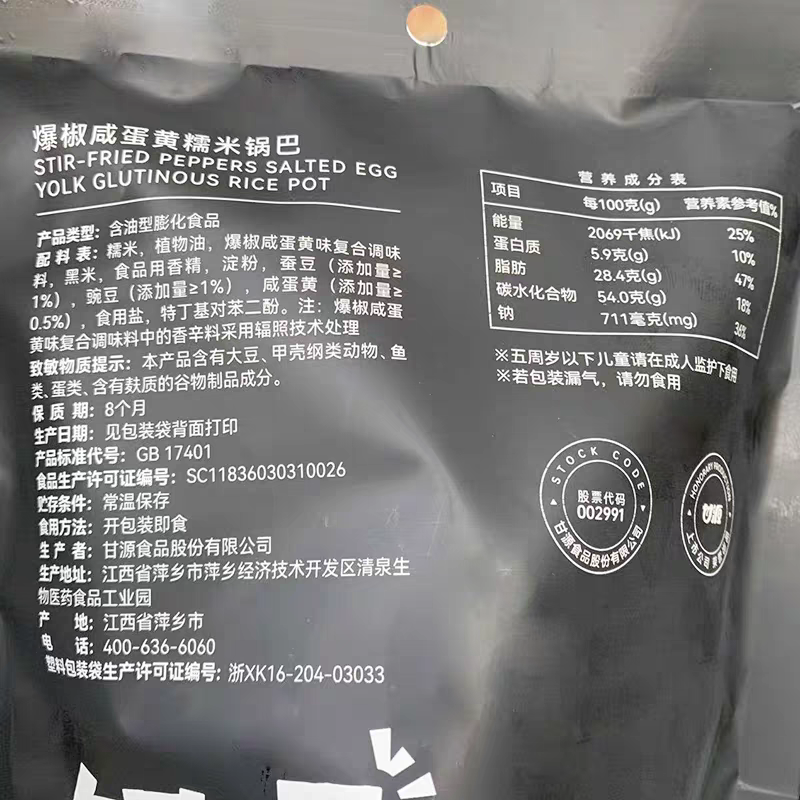 爆椒咸蛋黄糯米锅巴
STIR-FRIED PEPPERS SALTED EGG
YOLK GLUTINOUS RICE POT
产品类型：含油型膨化食品
配 料 表：糯米，植物油，爆椒咸蛋黄味复合调味
料，黑米，食品用香精，淀粉，蚕豆（添加量≥
1%），豌豆（添加量≥1%），咸蛋黄（添加量≥
0.5%），食用盐，特丁基对苯二酚。注：爆椒咸蛋
黄味复合调味料中的香辛料采用辐照技术处理
致敏物质提示：本产品含有大豆、甲壳纲类动物、鱼
类、蛋类、含有麸质的谷物制品成分。
保 质 期：8个月
生产日期：见包装袋背面打印
产品标准代号：GB 17401
食品生产许可证编号：SC11836030310026
贮存条件：常温保存
食用方法：开包装即食
生 产 者：甘源食品股份有限公司
生产地址：江西省萍乡市萍乡经济技术开发区清泉生
物医药食品工业园
产 地：江西省萍乡市
电 话：400-636-6060
塑料包装袋生产许可证编号：浙XK16-204-03033
营养成分表
项目 每100克(g) 营养素参考值%
能量 2069千焦(kJ) 25%
蛋白质 5.9克(g) 10%
脂肪 28.4克(g) 47%
碳水化合物 54.0克(g) 18%
钠 711毫克(mg) 36%
※五周岁以下儿童请在成人监护下食用
※若包装漏气，请勿食用
STOCK CODE
股票代码
002991
甘源食品股份有限公司
甘源
上市公司